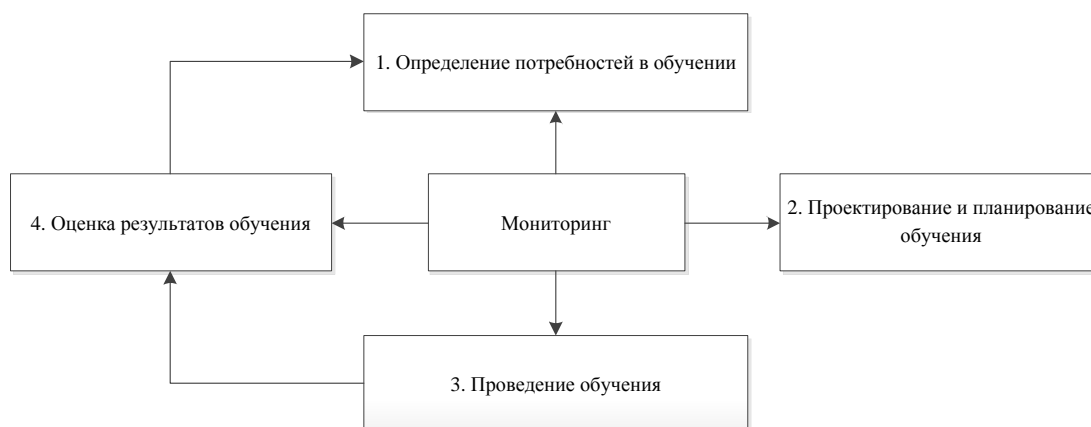 1. Определение потребностей в обучении
4. Оценка результатов обучения
Мониторинг
2. Проектирование и планирование
обучения
3. Проведение обучения